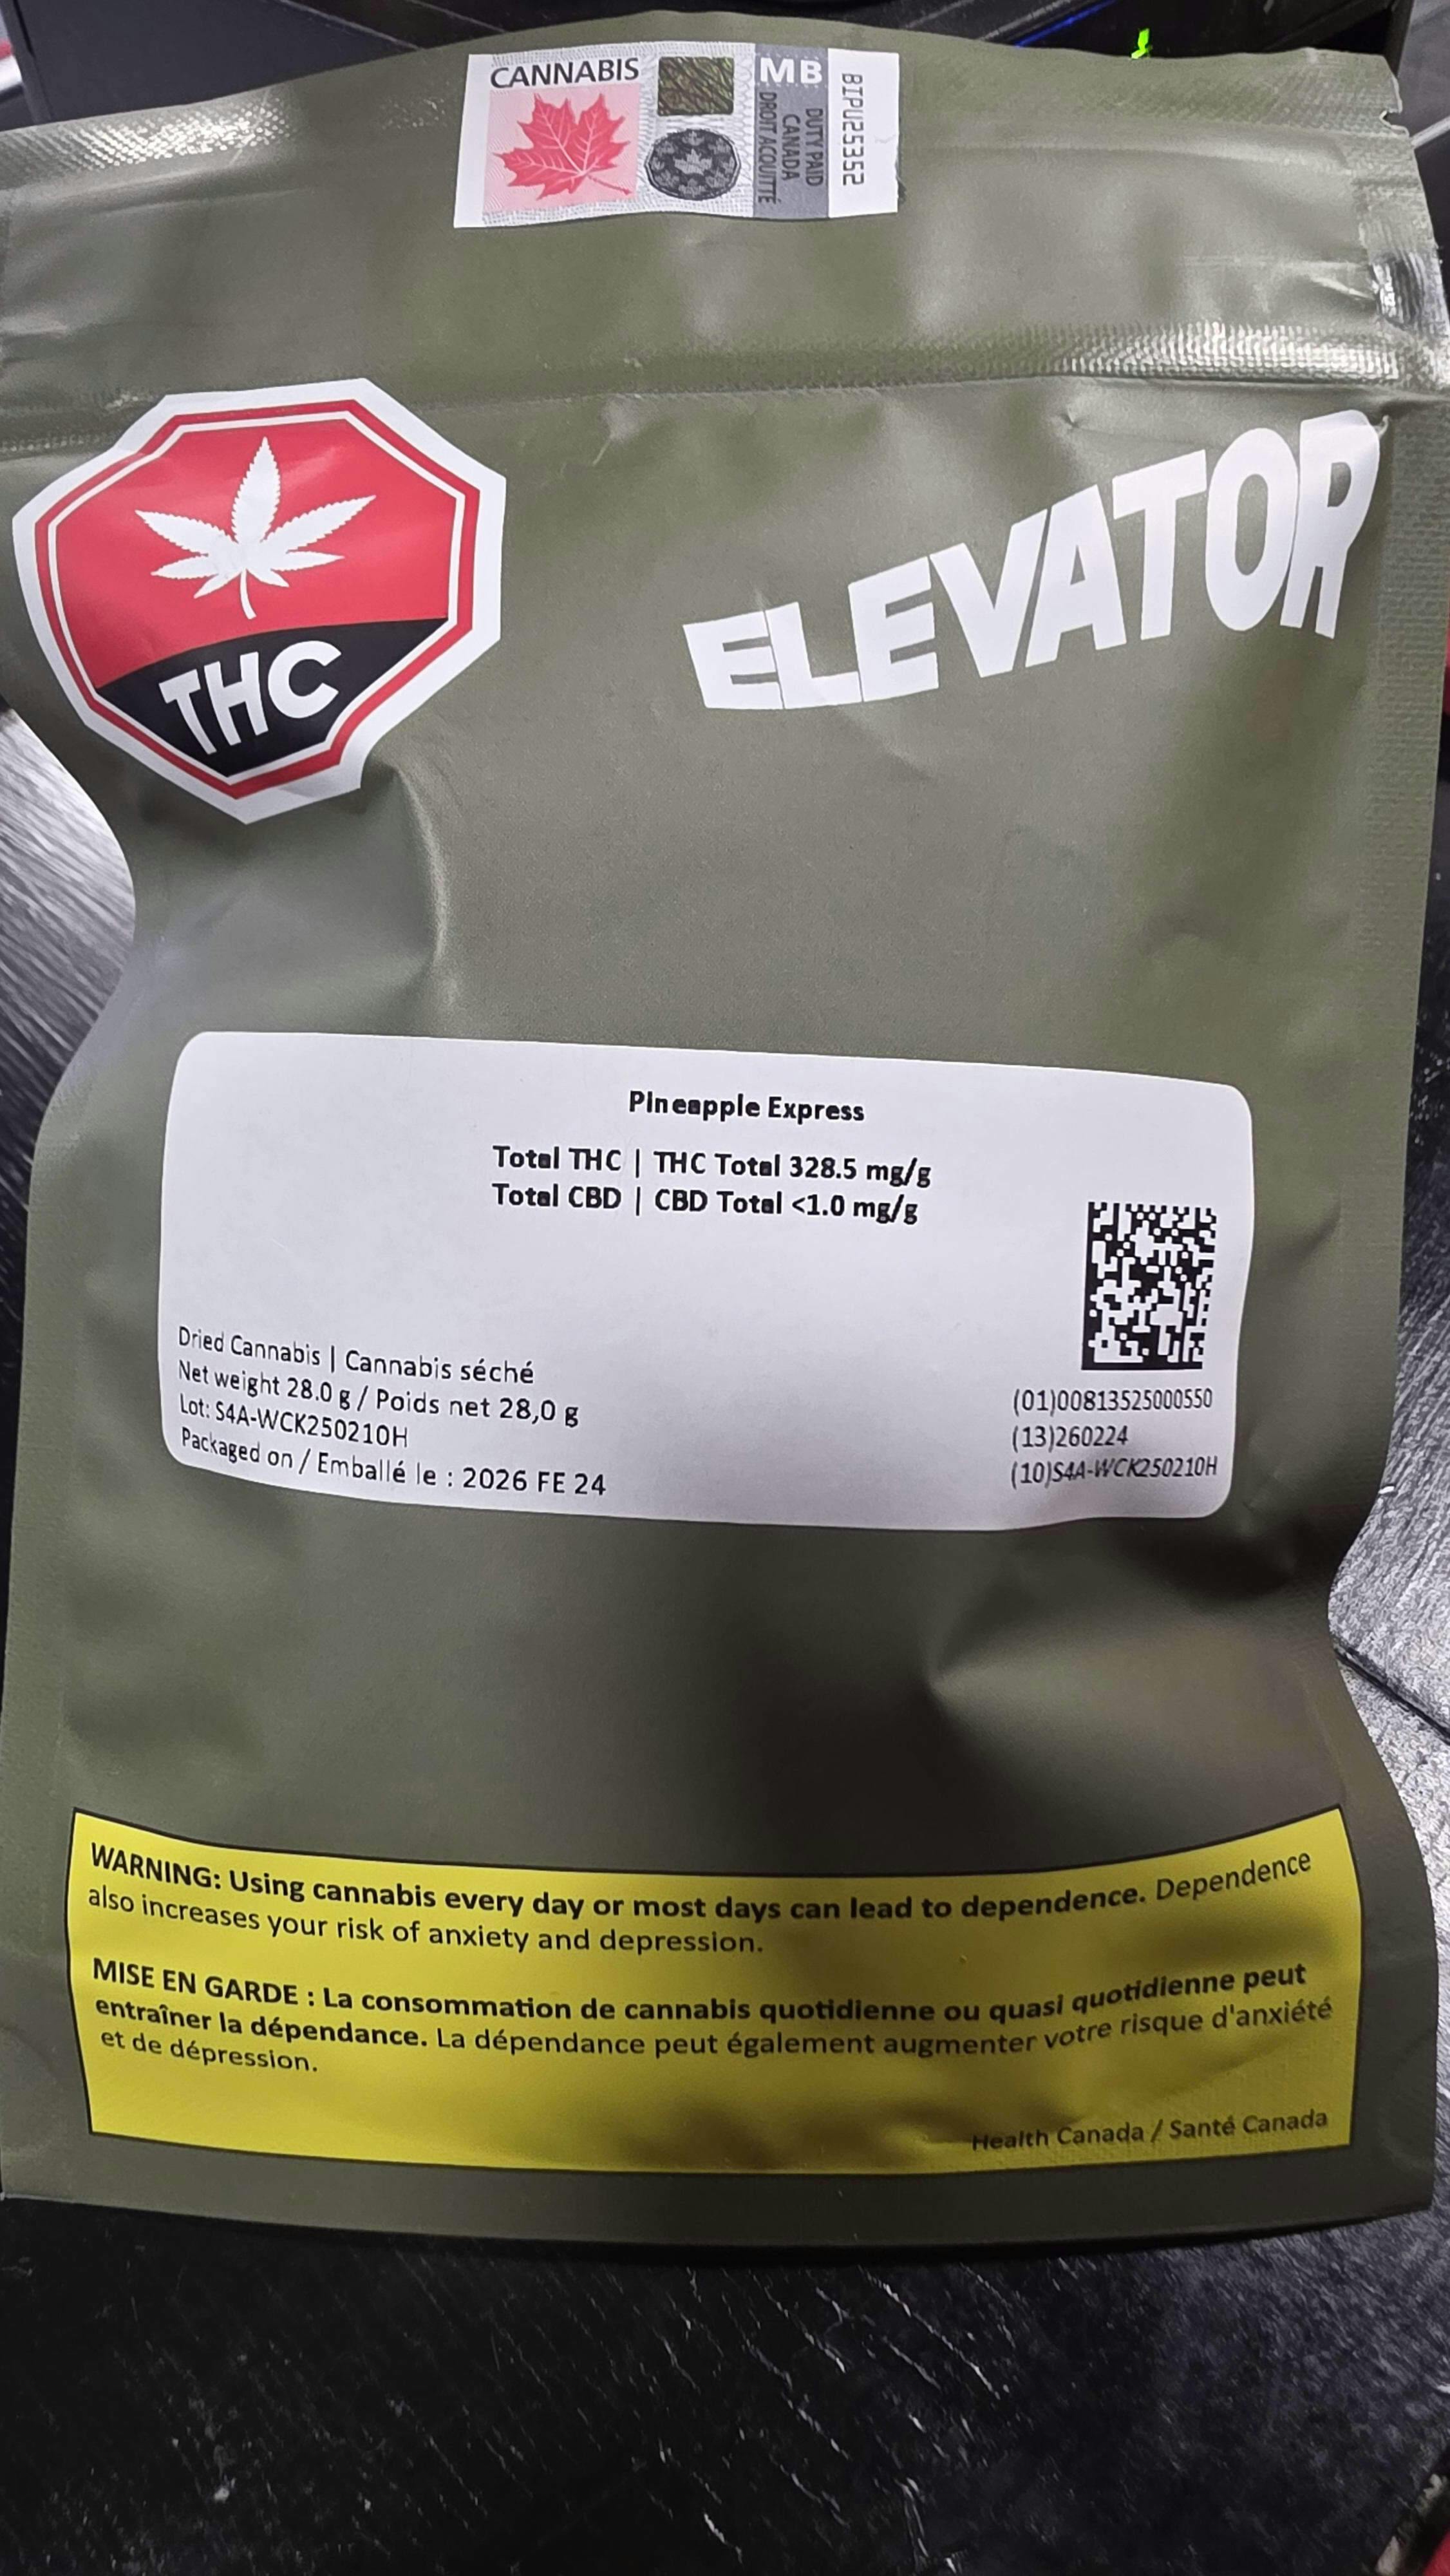 CANNABIS
MB
DUTY PAID
CANADA
DROIT ACQUITTÉ
BIPU25352
THC
ELEVATOR
Pineapple Express
Total THC | THC Total 328.5 mg/g
Total CBD | CBD Total <1.0 mg/g
Dried Cannabis | Cannabis séché
Net weight 28.0 g / Poids net 28,0 g
Lot: S4A-WCK250210H
Packaged on / Emballé le : 2026 FE 24
(01)00813525000550
(13)260224
(10)S4A-WCK250210H
WARNING: Using cannabis every day or most days can lead to dependence. Dependence
also increases your risk of anxiety and depression.
MISE EN GARDE : La consommation de cannabis quotidienne ou quasi quotidienne peut
entraîner la dépendance. La dépendance peut également augmenter votre risque d'anxiété
et de dépression.
Health Canada / Santé Canada